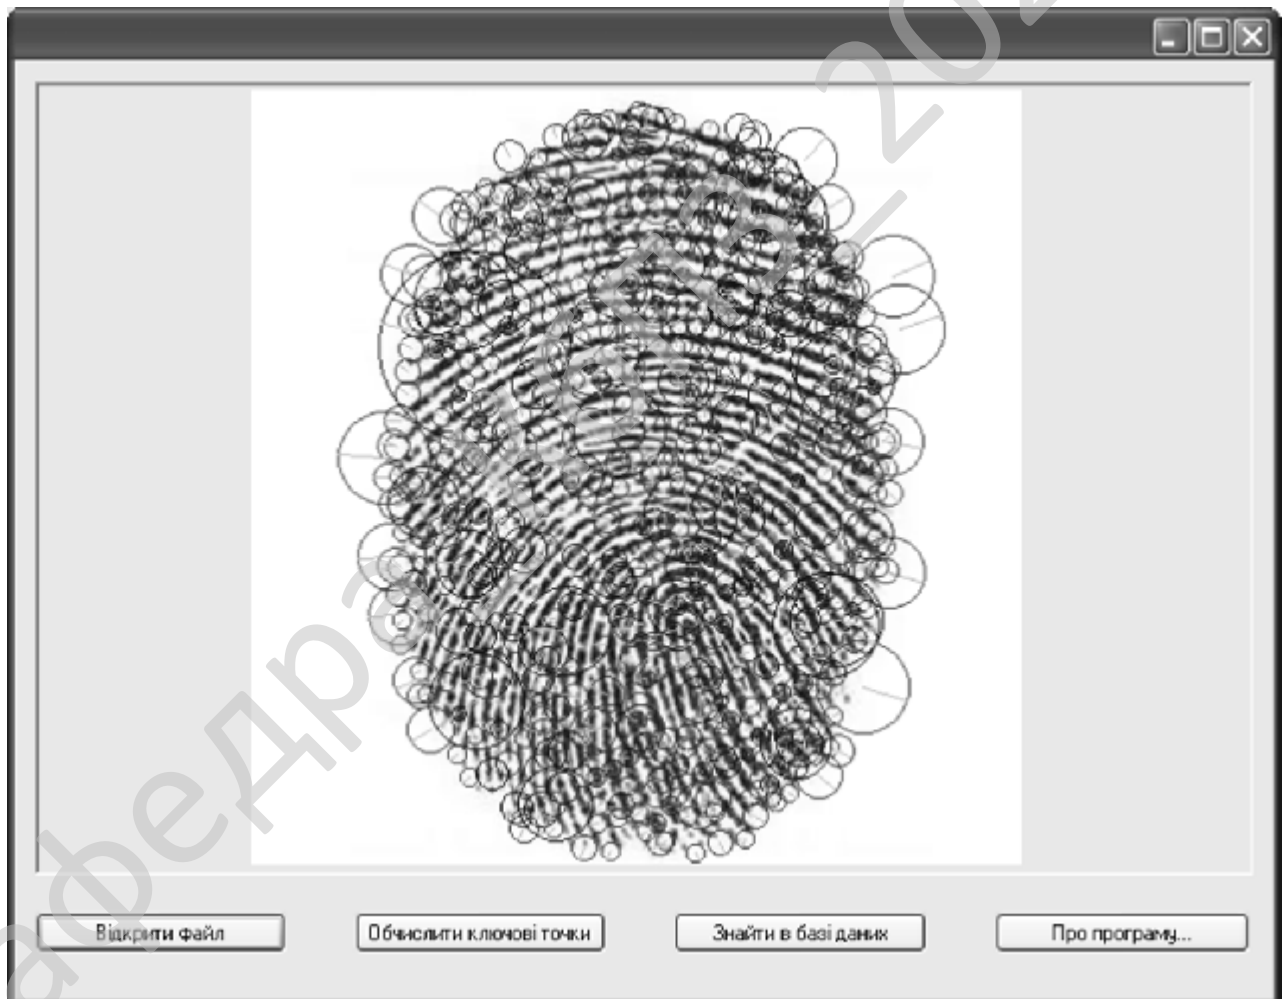 Відкрити файл
Обчислити ключові точки
Знайти в базі даних
Про програму...